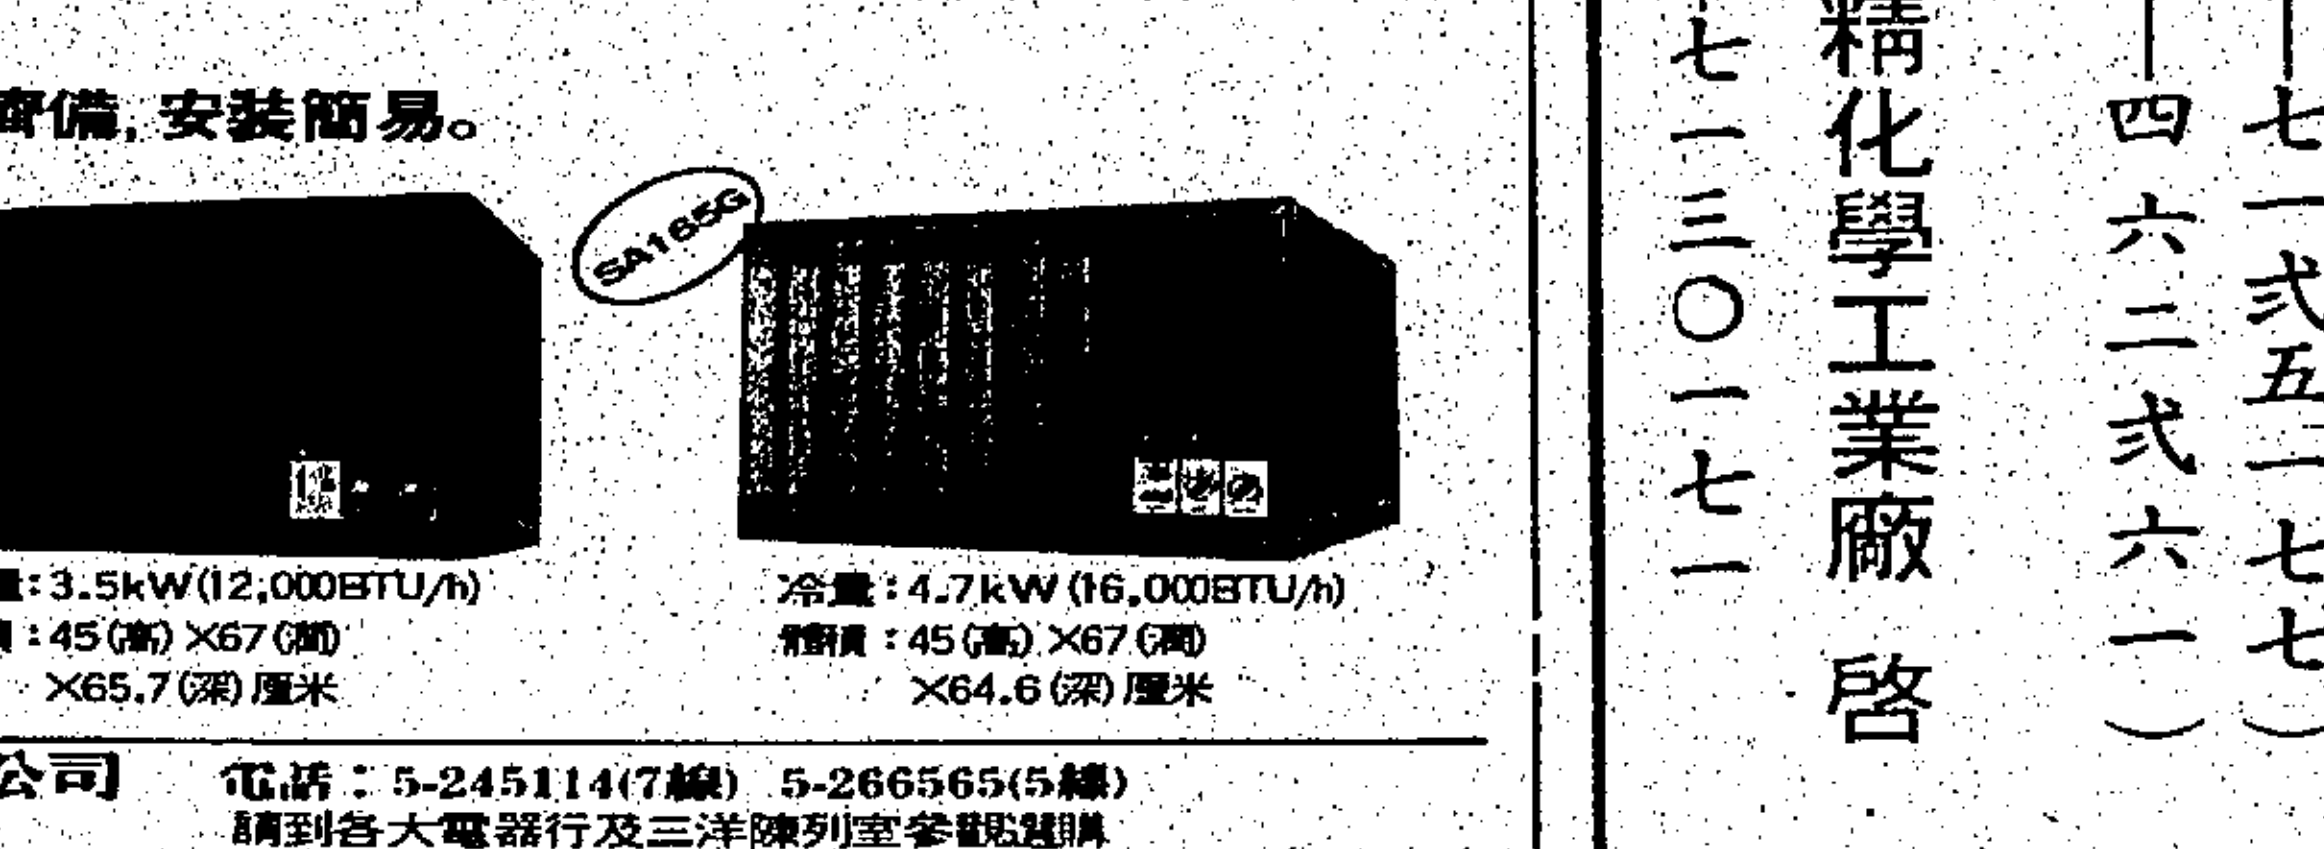 備,安裝簡易。
SA165G
:3.5kW(12,000BTU/h)
:45(高)×67(濶)
×65.7(深)厘米
冷量:4.7kW(16,000BTU/h)
體積:45(高)×67(濶)
×64.6(深)厘米
公司 電話:5-245114(7線) 5-266565(5線)
請到各大電器行及三洋陳列室參觀選購
七一弍五一七七)
四六二弍六一)
精化學工業廠 啓
七一三〇一七一